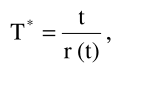 T* = t / r (t) ,